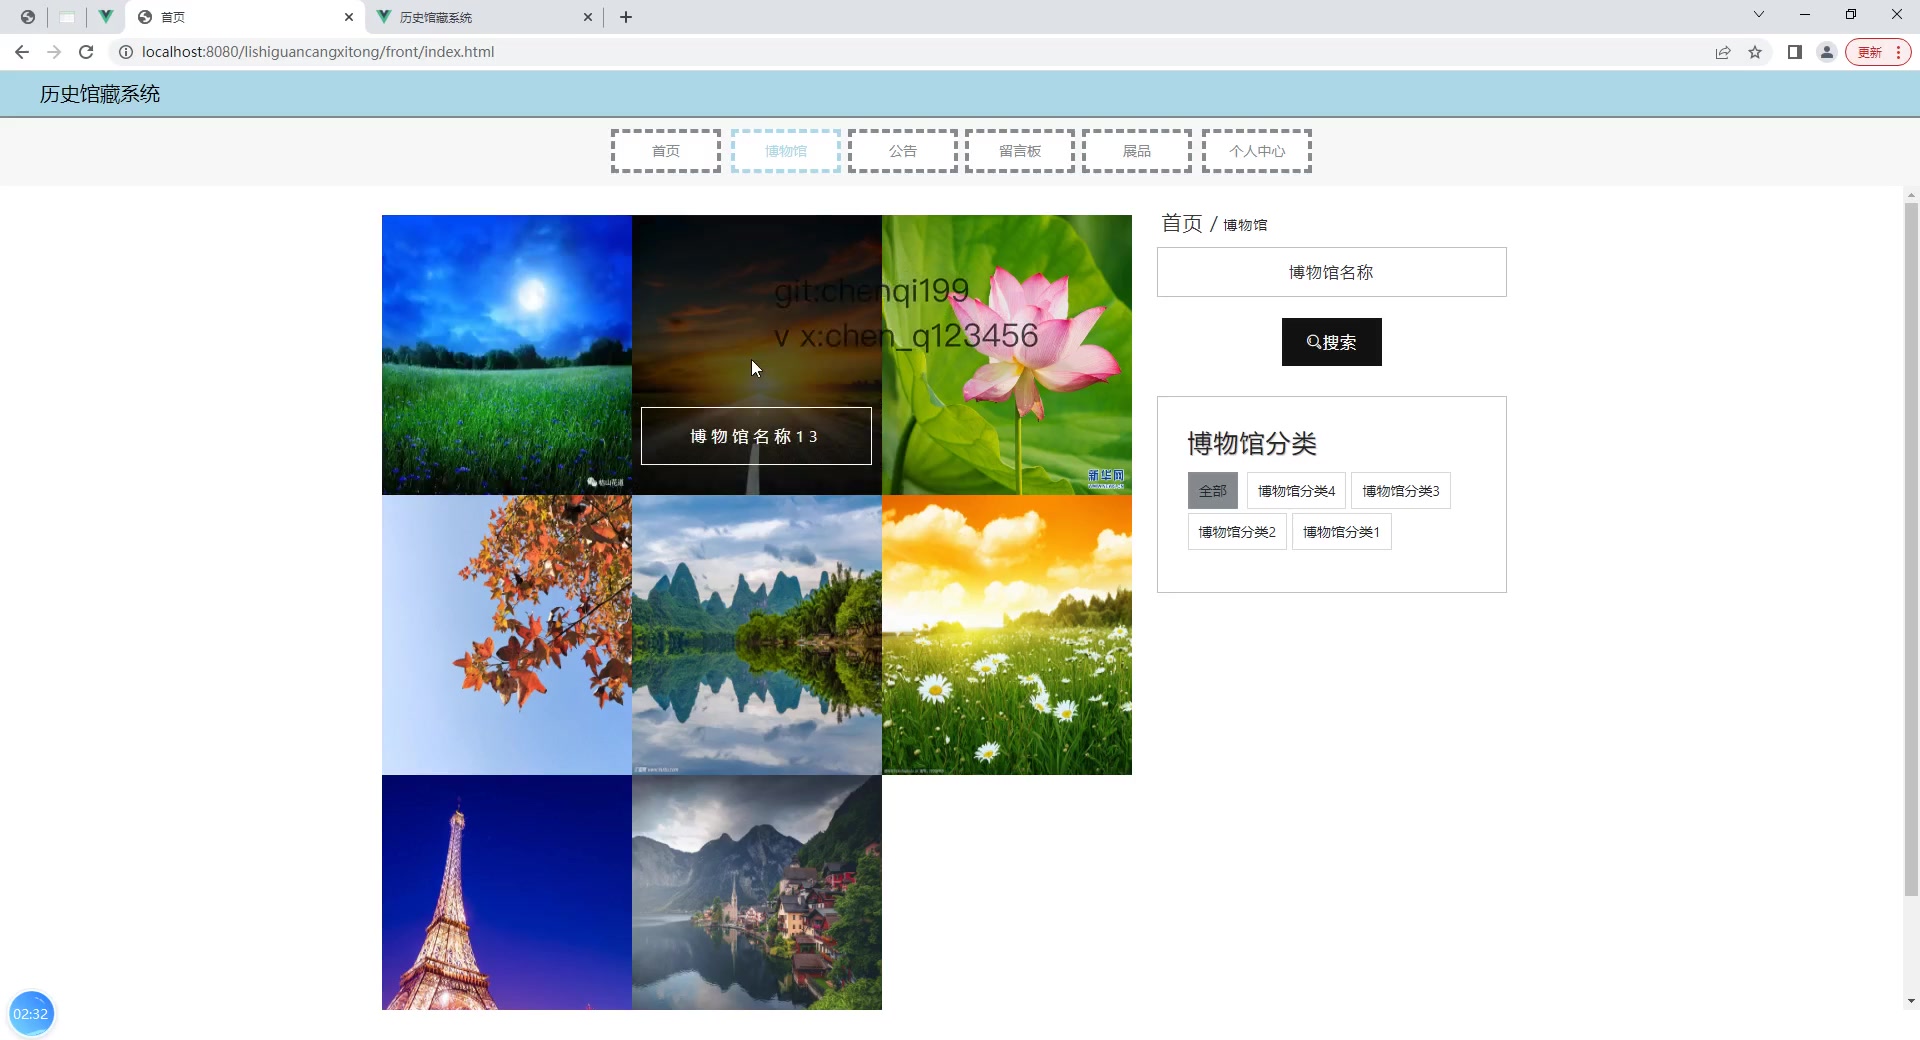 首页
历史馆藏系统
localhost:8080/lishiguancangxitong/front/index.html
更新
历史馆藏系统
首页
博物馆
公告
留言板
展品
个人中心
首页 / 博物馆
博物馆名称
搜索
git:chenqi199
v x:chen_q123456
博物馆名称13
新华网
博物馆分类
全部
博物馆分类4
博物馆分类3
博物馆分类2
博物馆分类1
02:32